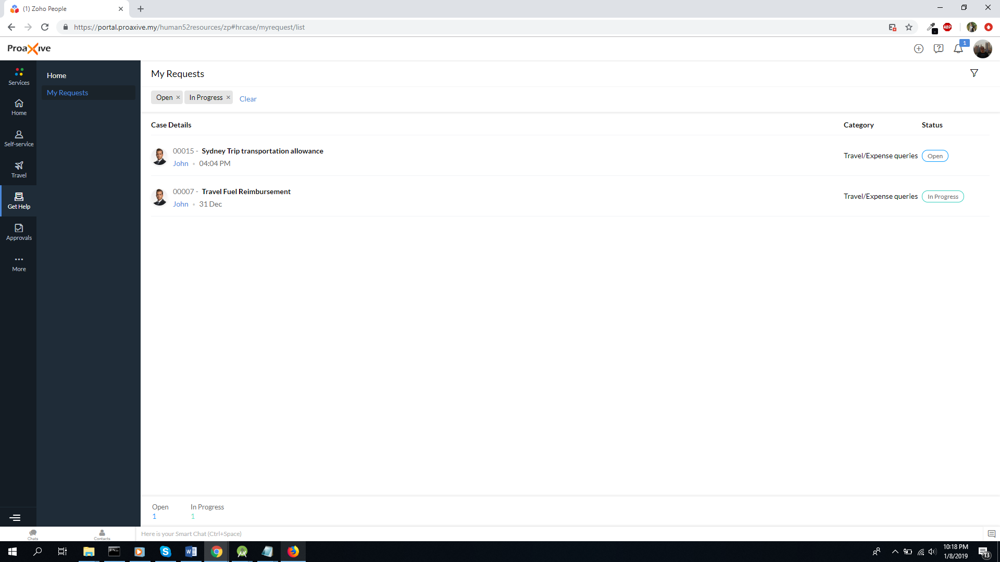 (1) Zoho People
https://portal.proaxive.my/human52resources/zp#hrcase/myrequest/list
ABP
ProaXive
1
Services
Home
Self-service
Travel
Get Help
Approvals
More
Home
My Requests
My Requests
Open
In Progress
Clear
Case Details Category Status
00015 - Sydney Trip transportation allowance
John • 04:04 PM
Travel/Expense queries Open
00007 - Travel Fuel Reimbursement
John • 31 Dec
Travel/Expense queries In Progress
Open In Progress
1 1
Chats
Contacts
Here is your Smart Chat (Ctrl+Space)
10:18 PM
1/8/2019
13